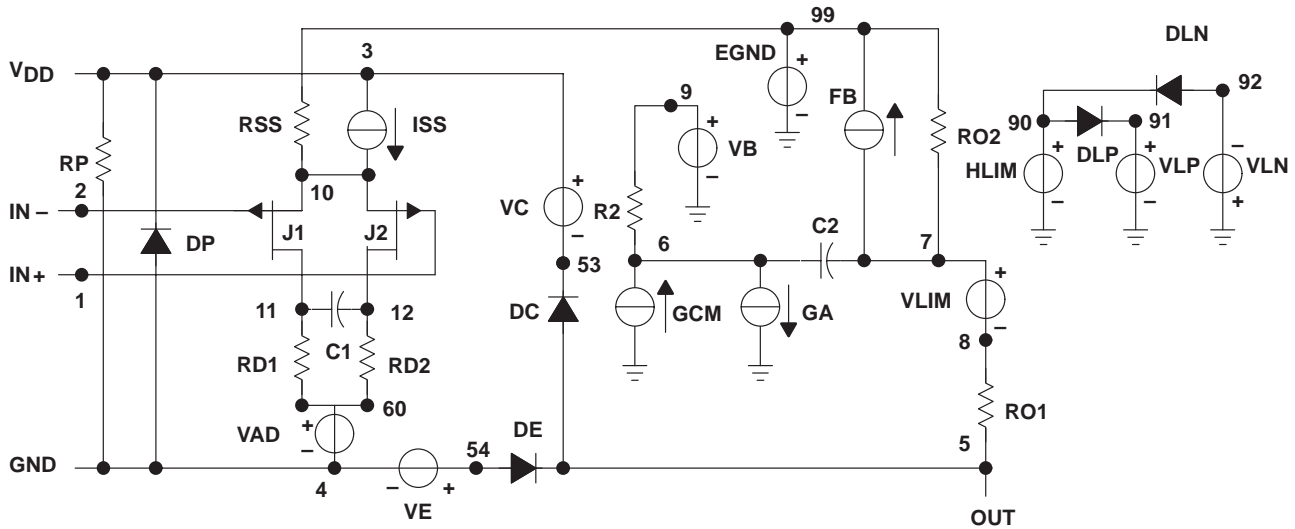 99
DLN
3
VDD
EGND
92
9
FB
RSS
ISS
90
91
RP
VB
RO2
DLP
2
10
VC
HLIM
VLP
VLN
IN −
R2
J1
J2
C2
DP
6
7
IN +
53
1
VLIM
11
12
DC
GCM
GA
C1
8
RD1
RD2
60
RO1
VAD
DE
54
5
GND
4
VE
OUT